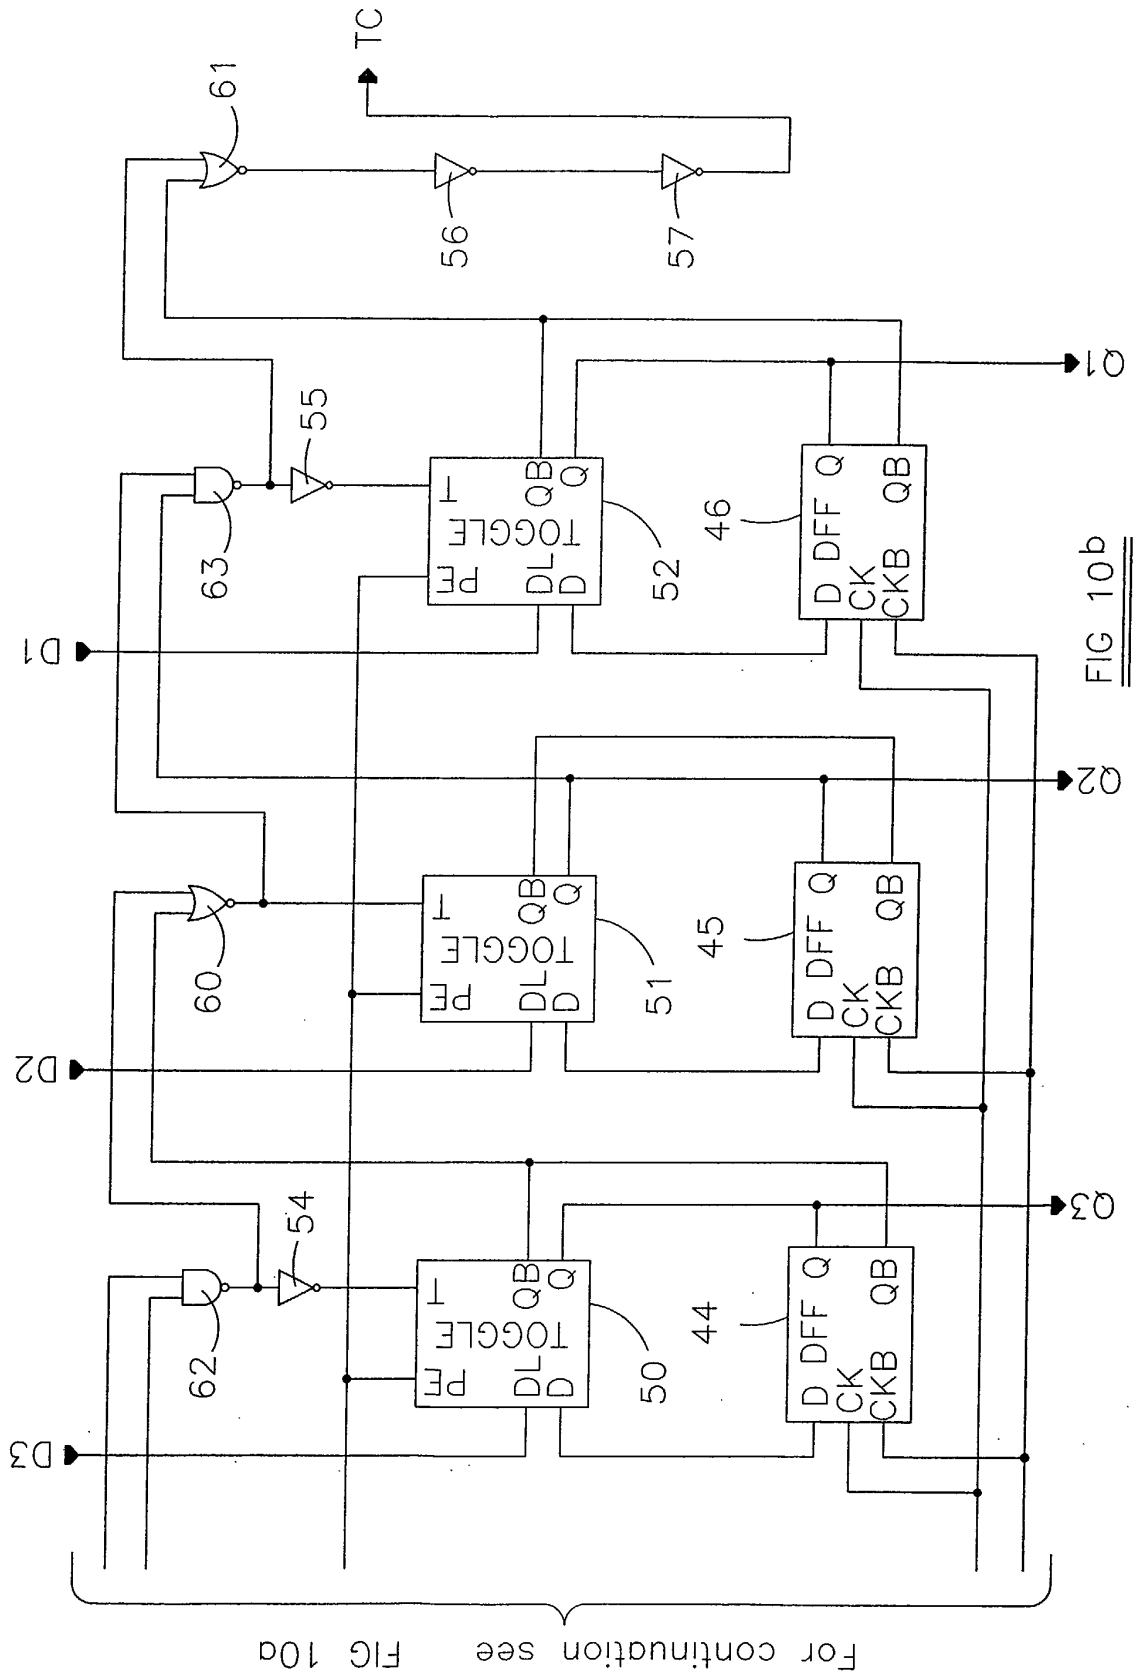 TC
61
56
57
55
63
T
PE
TOGGLE
QB
Q
DL
D
52
46
D DFF Q
CK
CKB QB
D1
Q1
60
T
PE
TOGGLE
QB
Q
DL
D
51
45
D DFF Q
CK
CKB QB
D2
Q2
54
62
T
PE
TOGGLE
QB
Q
DL
D
50
44
D DFF Q
CK
CKB QB
D3
Q3
For continuation see FIG 10a
FIG 10b